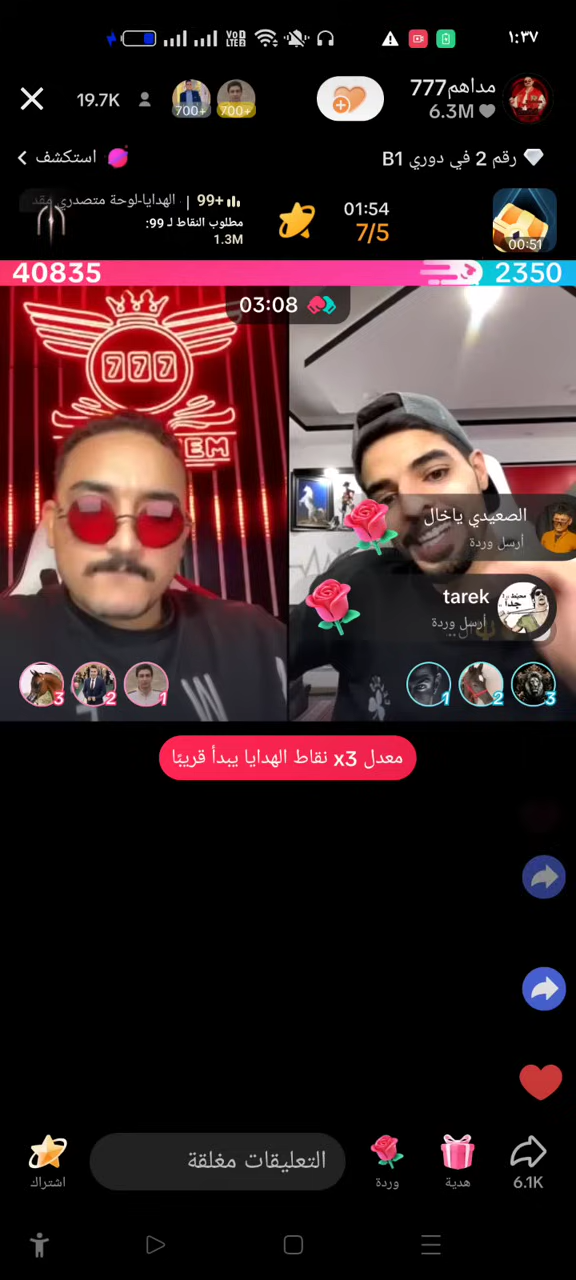 ١:٣٧
VoD
LTE2
مداهم777
6.3M
700+
700+
19.7K
رقم 2 في دوري B1
استكشف
00:51
01:54
7/5
99+ | الهدايا-لوحة متصدري
مطلوب النقاط لـ 99:
1.3M
40835
2350
03:08
777
EM
الصعيدي ياخال
أرسل وردة
tarek
أرسل وردة
3
2
1
1
2
3
معدل x3 نقاط الهدايا يبدأ قريبًا
اشتراك
التعليقات مغلقة
وردة
هدية
6.1K